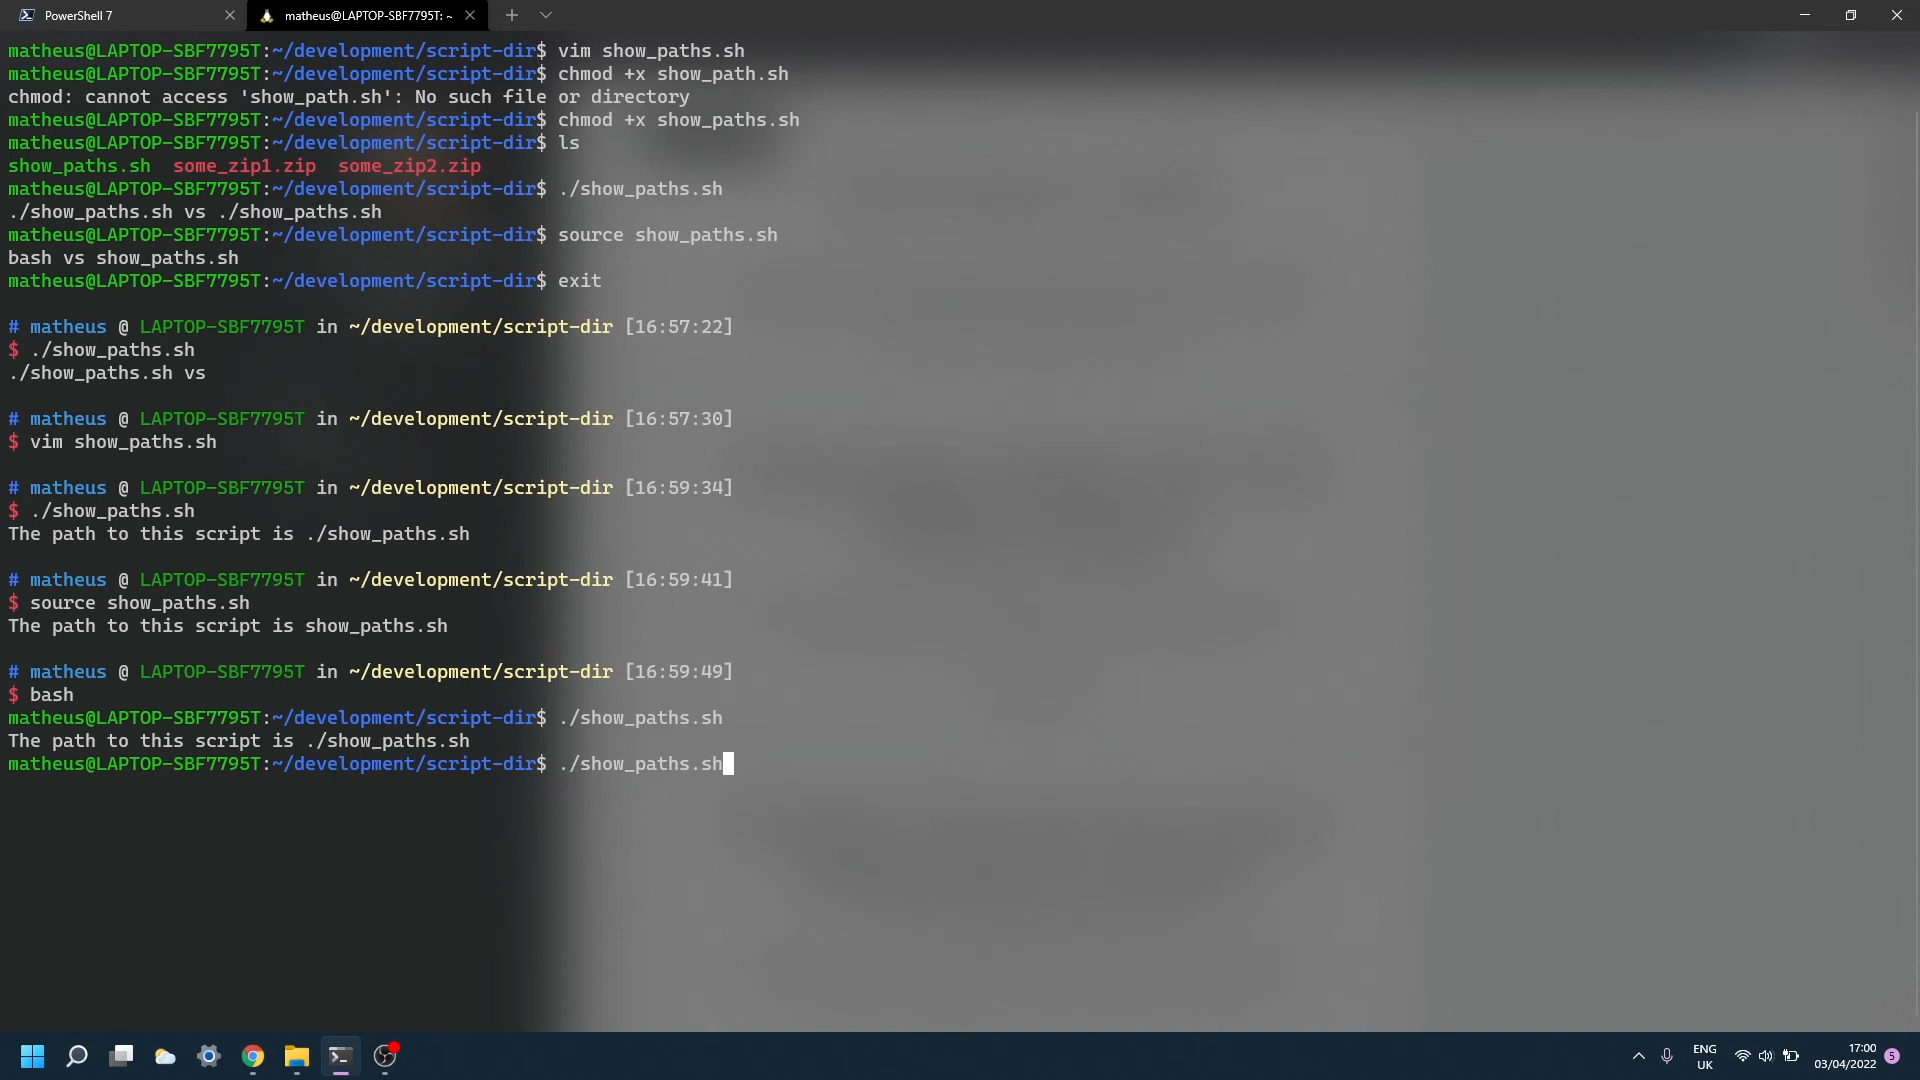 PowerShell 7
matheus@LAPTOP-SBF7795T: ~
matheus@LAPTOP-SBF7795T:~/development/script-dir$ vim show_paths.sh
matheus@LAPTOP-SBF7795T:~/development/script-dir$ chmod +x show_path.sh
chmod: cannot access 'show_path.sh': No such file or directory
matheus@LAPTOP-SBF7795T:~/development/script-dir$ chmod +x show_paths.sh
matheus@LAPTOP-SBF7795T:~/development/script-dir$ ls
show_paths.sh  some_zip1.zip  some_zip2.zip
matheus@LAPTOP-SBF7795T:~/development/script-dir$ ./show_paths.sh
./show_paths.sh vs ./show_paths.sh
matheus@LAPTOP-SBF7795T:~/development/script-dir$ source show_paths.sh
bash vs show_paths.sh
matheus@LAPTOP-SBF7795T:~/development/script-dir$ exit
# matheus @ LAPTOP-SBF7795T in ~/development/script-dir [16:57:22]
$ ./show_paths.sh
./show_paths.sh vs
# matheus @ LAPTOP-SBF7795T in ~/development/script-dir [16:57:30]
$ vim show_paths.sh
# matheus @ LAPTOP-SBF7795T in ~/development/script-dir [16:59:34]
$ ./show_paths.sh
The path to this script is ./show_paths.sh
# matheus @ LAPTOP-SBF7795T in ~/development/script-dir [16:59:41]
$ source show_paths.sh
The path to this script is show_paths.sh
# matheus @ LAPTOP-SBF7795T in ~/development/script-dir [16:59:49]
$ bash
matheus@LAPTOP-SBF7795T:~/development/script-dir$ ./show_paths.sh
The path to this script is ./show_paths.sh
matheus@LAPTOP-SBF7795T:~/development/script-dir$ ./show_paths.sh
ENG
UK
17:00
03/04/2022
5